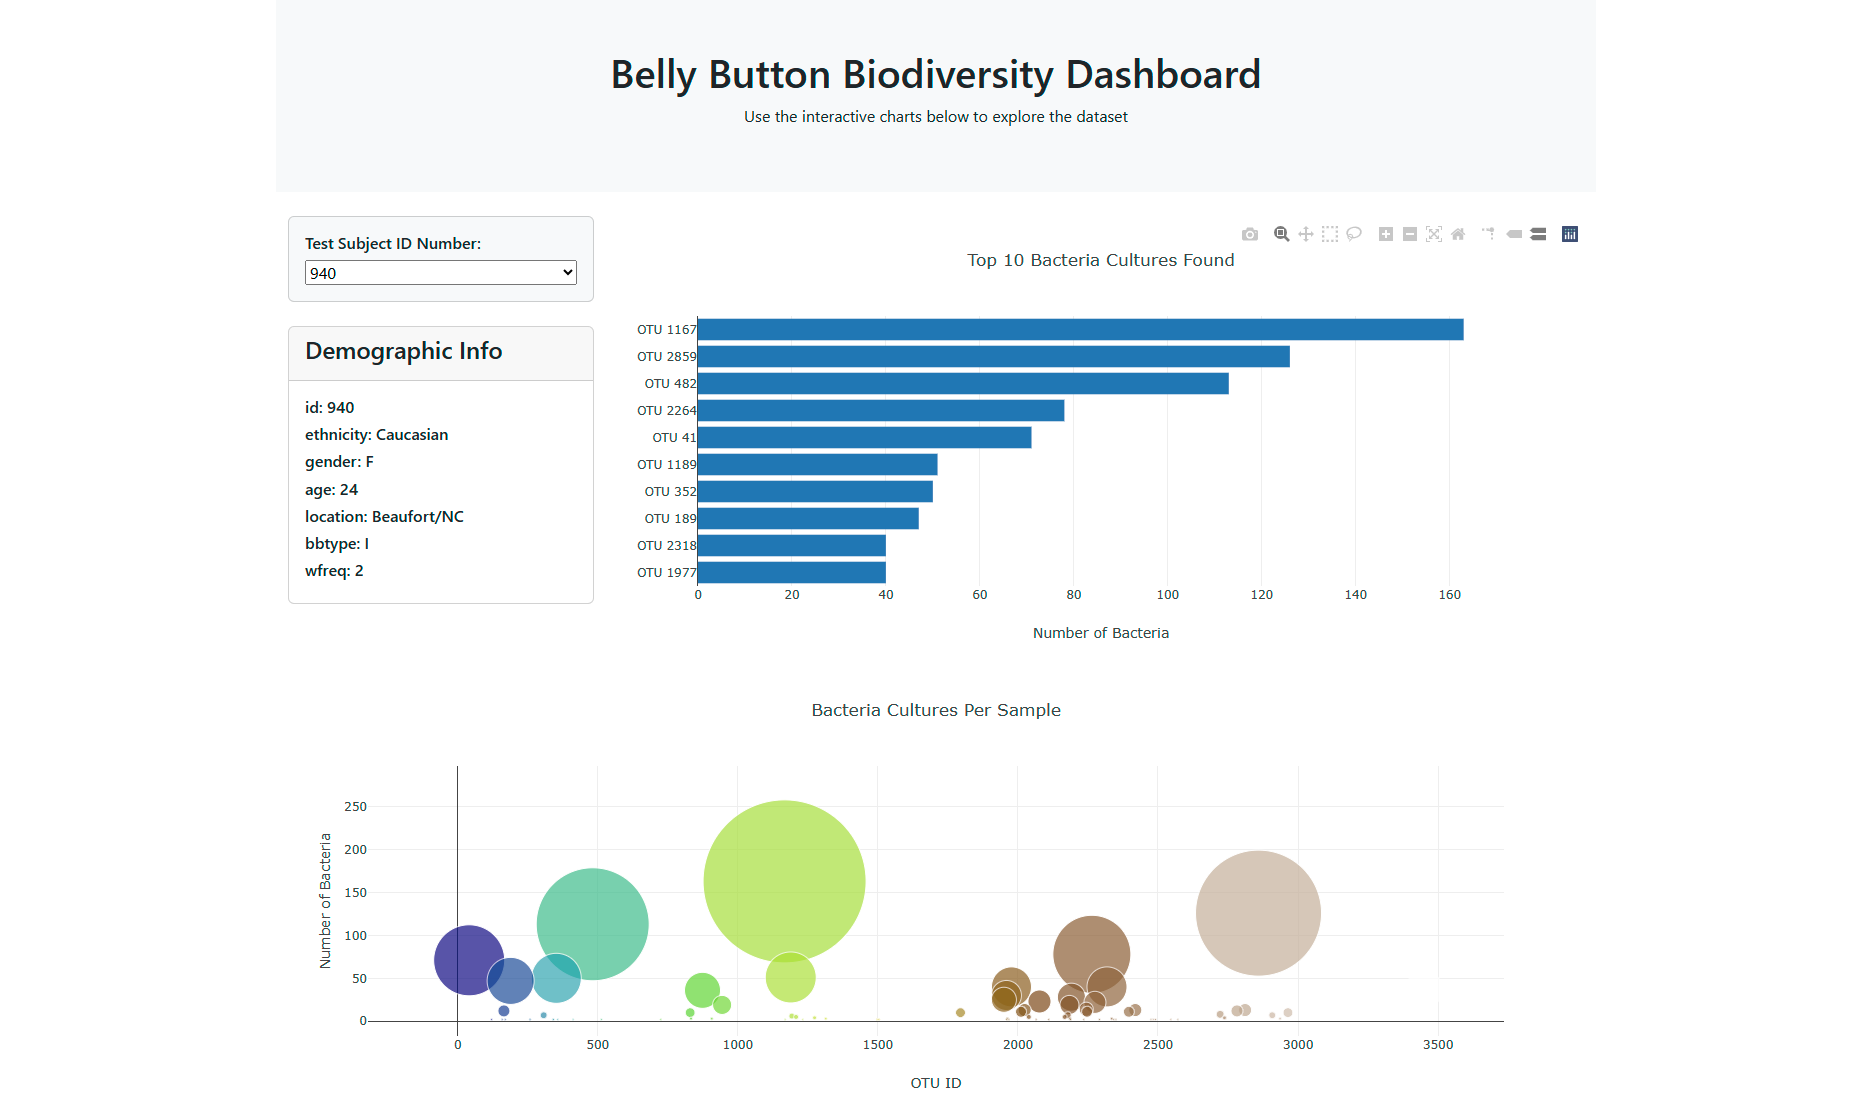 Belly Button Biodiversity Dashboard
Use the interactive charts below to explore the dataset
Test Subject ID Number:
940
Demographic Info
id: 940
ethnicity: Caucasian
gender: F
age: 24
location: Beaufort/NC
bbtype: I
wfreq: 2
Top 10 Bacteria Cultures Found
OTU 1167
OTU 2859
OTU 482
OTU 2264
OTU 41
OTU 1189
OTU 352
OTU 189
OTU 2318
OTU 1977
0 20 40 60 80 100 120 140 160
Number of Bacteria
Bacteria Cultures Per Sample
Number of Bacteria
250
200
150
100
50
0
0 500 1000 1500 2000 2500 3000 3500
OTU ID